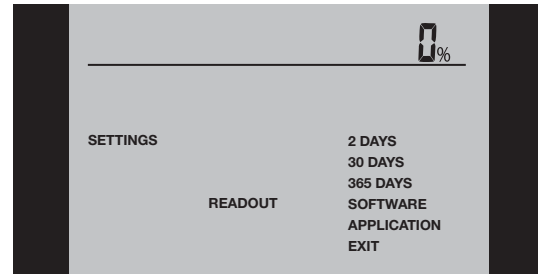 0%
SETTINGS 2 DAYS
30 DAYS
365 DAYS
READOUT SOFTWARE
APPLICATION
EXIT